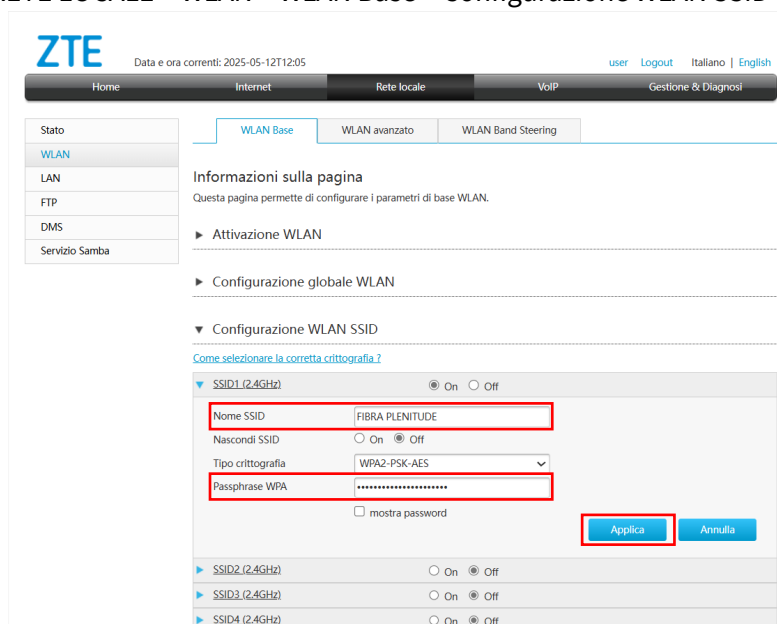 ZTE
Data e ora correnti: 2025-05-12T12:05
user Logout Italiano | English
Home Internet Rete locale VoIP Gestione & Diagnosi
Stato
WLAN
LAN
FTP
DMS
Servizio Samba
WLAN Base WLAN avanzato WLAN Band Steering
Informazioni sulla pagina
Questa pagina permette di configurare i parametri di base WLAN.
Attivazione WLAN
Configurazione globale WLAN
Configurazione WLAN SSID
Come selezionare la corretta crittografia ?
SSID1 (2.4GHz) On Off
Nome SSID FIBRA PLENITUDE
Nascondi SSID On Off
Tipo crittografia WPA2-PSK-AES
Passphrase WPA •••••••••••••••••••••
mostra password
Applica Annulla
SSID2 (2.4GHz) On Off
SSID3 (2.4GHz) On Off
SSID4 (2.4GHz) On Off